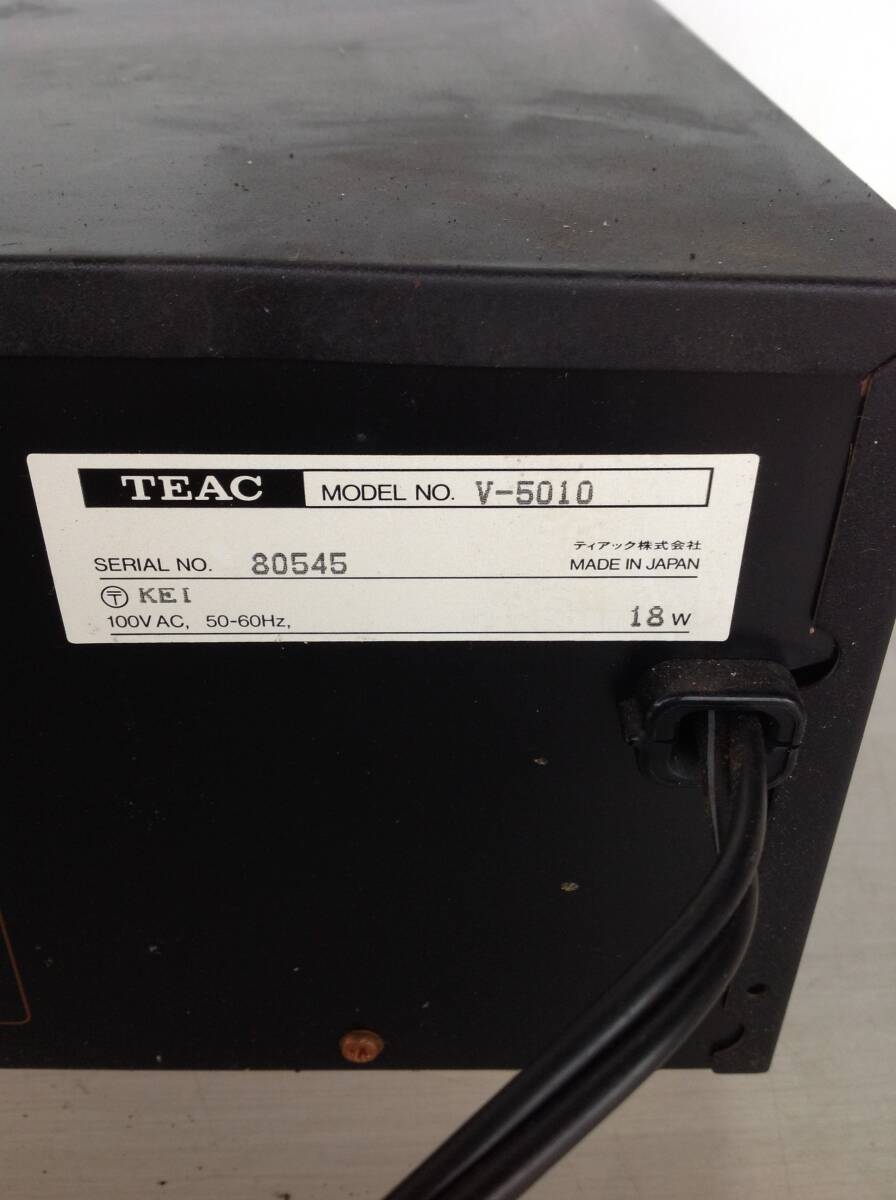 TEAC MODEL NO. V-5010
ティアック株式会社
SERIAL NO. 80545 MADE IN JAPAN
〶 KEI
100V AC, 50-60Hz, 18 W